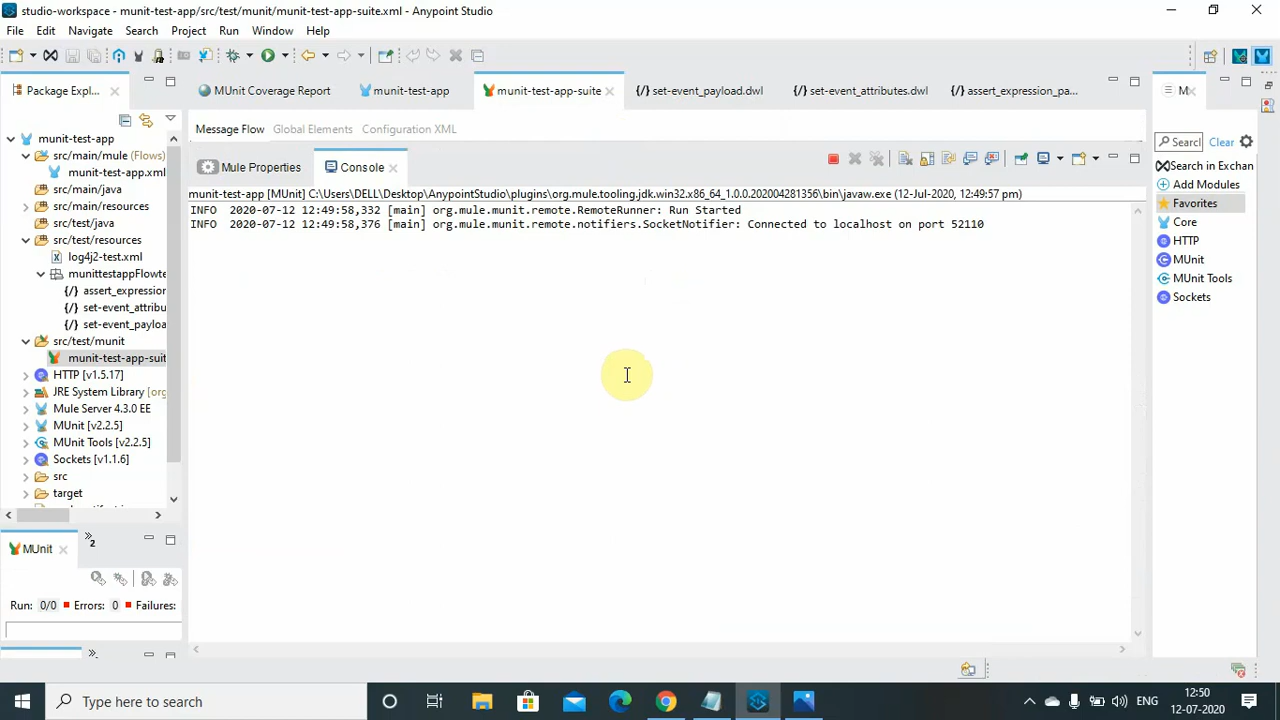 studio-workspace - munit-test-app/src/test/munit/munit-test-app-suite.xml - Anypoint Studio
File Edit Navigate Search Project Run Window Help
Package Expl...
MUnit Coverage Report
munit-test-app
munit-test-app-suite
set-event_payload.dwl
set-event_attributes.dwl
assert_expression_pa...
M
Message Flow Global Elements Configuration XML
Mule Properties
Console
munit-test-app [MUnit] C:\Users\DELL\Desktop\AnypointStudio\plugins\org.mule.tooling.jdk.win32.x86_64_1.0.0.202004281356\bin\javaw.exe (12-Jul-2020, 12:49:57 pm)
INFO 2020-07-12 12:49:58,332 [main] org.mule.munit.remote.RemoteRunner: Run Started
INFO 2020-07-12 12:49:58,376 [main] org.mule.munit.remote.notifiers.SocketNotifier: Connected to localhost on port 52110
munit-test-app
src/main/mule (Flows)
munit-test-app.xml
src/main/java
src/main/resources
src/test/java
src/test/resources
log4j2-test.xml
munittestappFlowte
assert_expression
set-event_attribu
set-event_payloa
src/test/munit
munit-test-app-suit
HTTP [v1.5.17]
JRE System Library [org
Mule Server 4.3.0 EE
MUnit [v2.2.5]
MUnit Tools [v2.2.5]
Sockets [v1.1.6]
src
target
Searcl Clear
Search in Exchan
Add Modules
Favorites
Core
HTTP
MUnit
MUnit Tools
Sockets
MUnit
2
Run: 0/0 Errors: 0 Failures:
Type here to search
ENG
12:50
12-07-2020